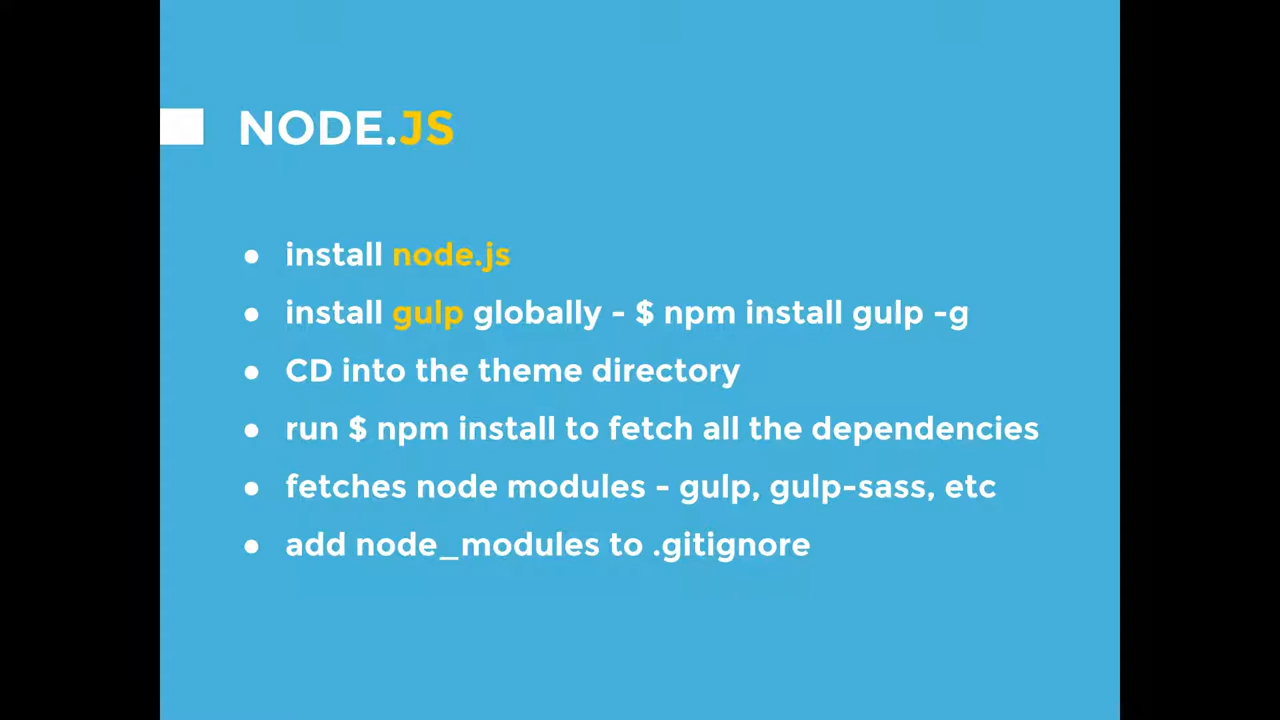 NODE.JS
● install node.js
● install gulp globally - $ npm install gulp -g
● CD into the theme directory
● run $ npm install to fetch all the dependencies
● fetches node modules - gulp, gulp-sass, etc
● add node_modules to .gitignore